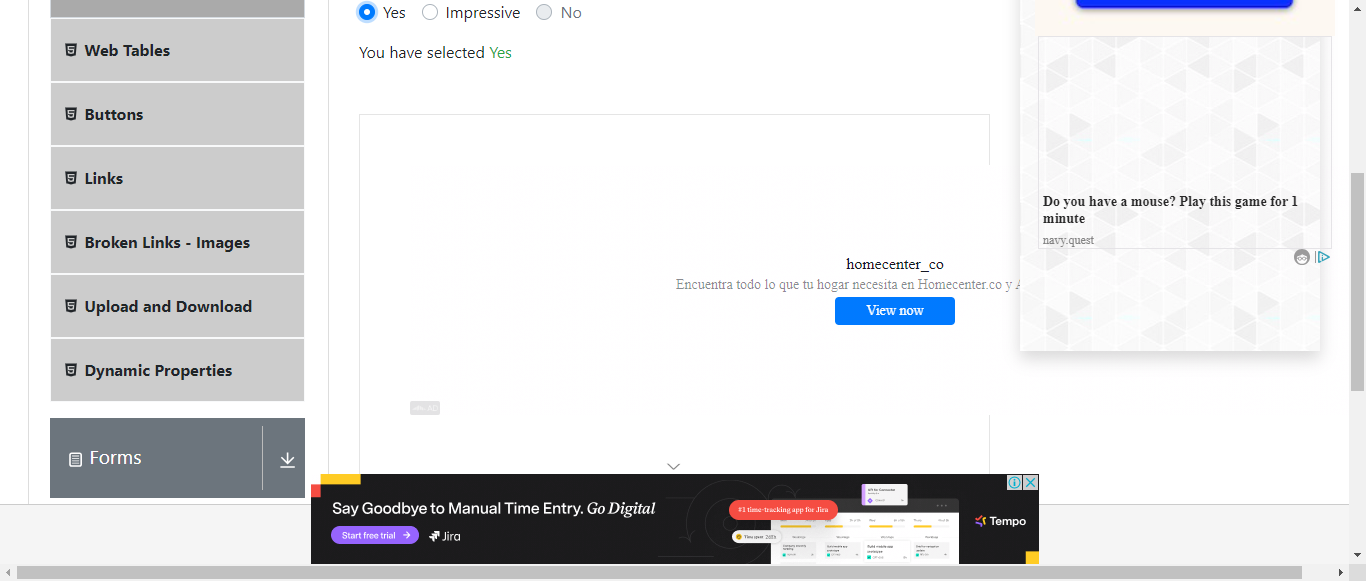 Yes Impressive No
You have selected Yes
Web Tables
Buttons
Links
Broken Links - Images
Upload and Download
Dynamic Properties
Forms
homecenter_co
Encuentra todo lo que tu hogar necesita en Homecenter.co y
View now
Do you have a mouse? Play this game for 1
minute
navy.quest
Say Goodbye to Manual Time Entry. Go Digital
Start free trial
Jira
#1 time-tracking app for Jira
Tempo